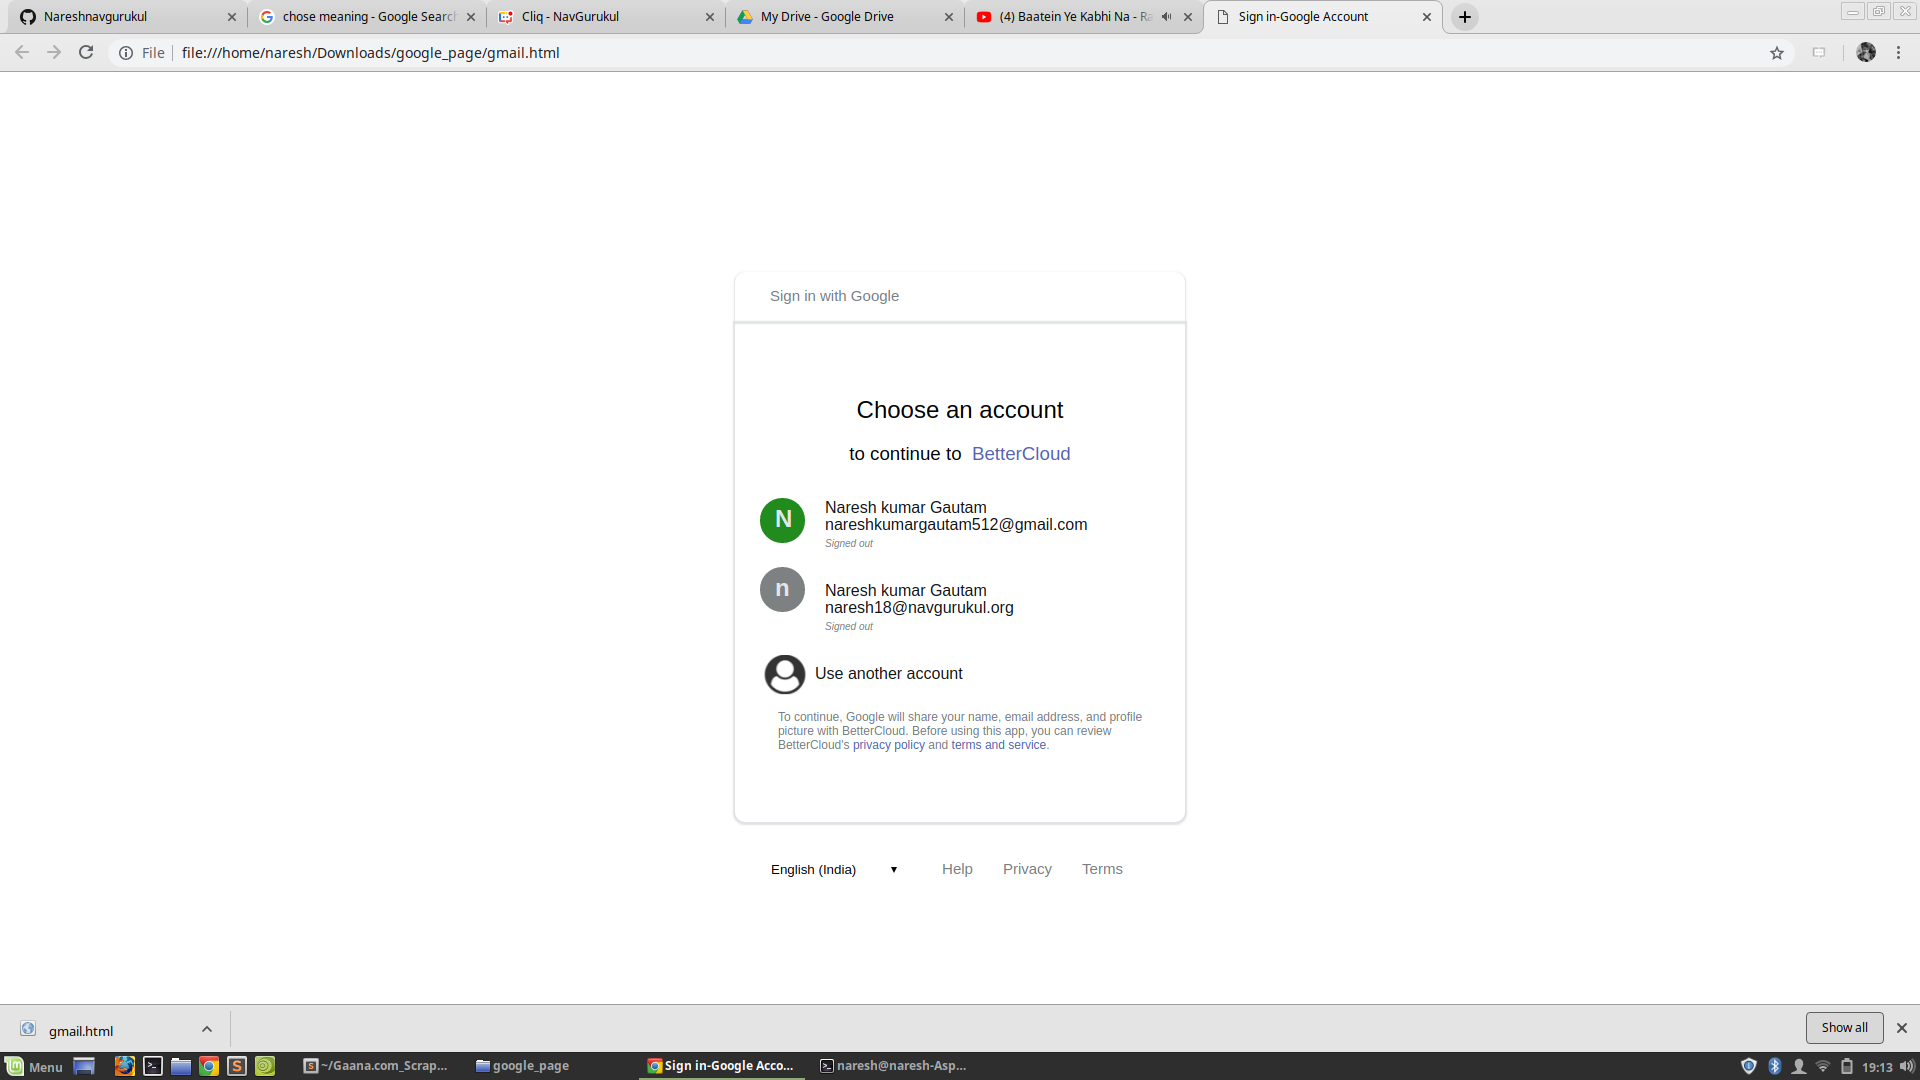 Nareshnavgurukul
chose meaning - Google Search
Cliq - NavGurukul
My Drive - Google Drive
(4) Baatein Ye Kabhi Na - Ra
Sign in-Google Account
File
file:///home/naresh/Downloads/google_page/gmail.html
Sign in with Google
Choose an account
to continue to BetterCloud
N
Naresh kumar Gautam
nareshkumargautam512@gmail.com
Signed out
n
Naresh kumar Gautam
naresh18@navgurukul.org
Signed out
Use another account
To continue, Google will share your name, email address, and profile
picture with BetterCloud. Before using this app, you can review
BetterCloud's privacy policy and terms and service.
English (India)
Help
Privacy
Terms
gmail.html
Show all
Menu
~/Gaana.com_Scrap...
google_page
Sign in-Google Acco...
naresh@naresh-Asp...
19:13